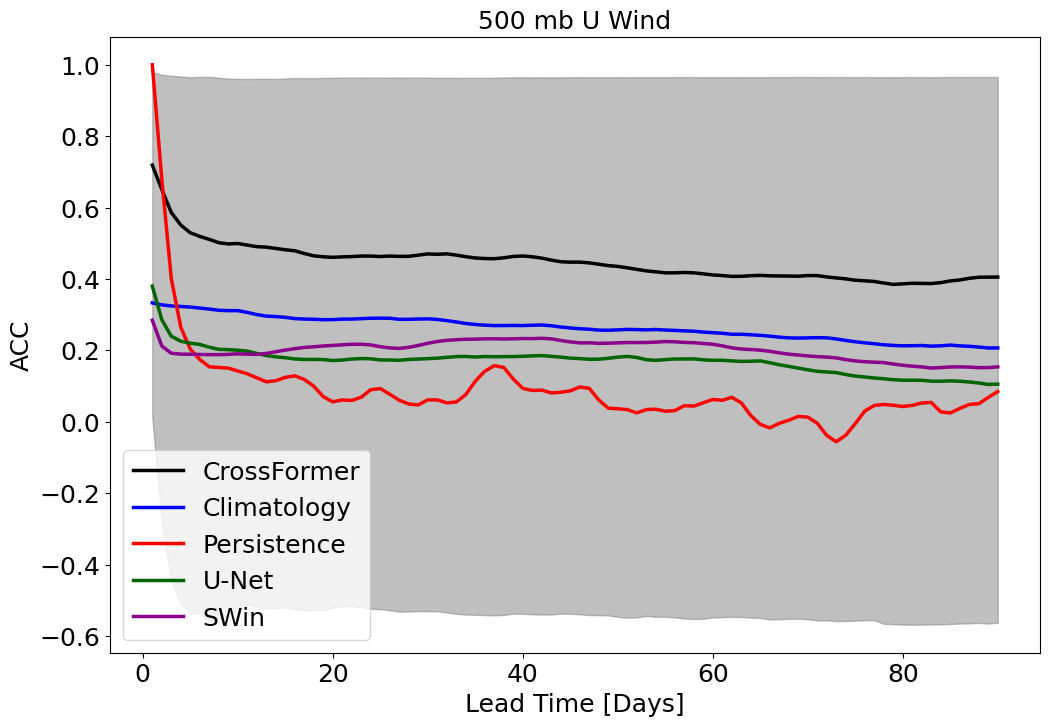 500 mb U Wind
ACC
1.0
0.8
0.6
0.4
0.2
0.0
−0.2
−0.4
−0.6
CrossFormer
Climatology
Persistence
U-Net
SWin
0 20 40 60 80
Lead Time [Days]